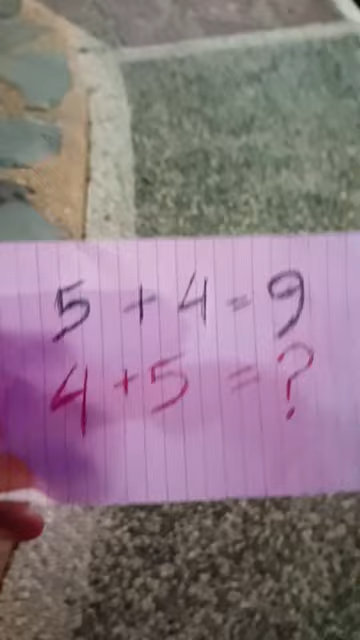 5 + 4 = 9
4 + 5 = ?